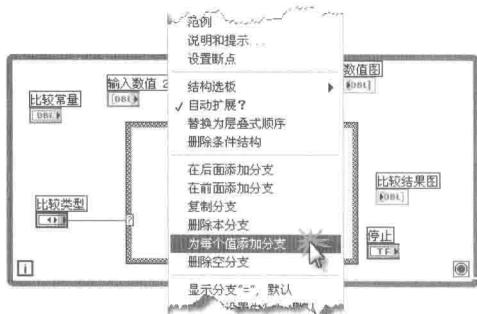 范例
说明和提示...
设置断点
结构选板
✓ 自动扩展?
替换为层叠式顺序
删除条件结构
在后面添加分支
在前面添加分支
复制分支
删除本分支
为每个值添加分支
删除空分支
显示分支"=", 默认
比较常量
DBL
输入数值 2
DBL
比较类型
?
i
数值图
DBL
比较结果图
DBL
停止
TF